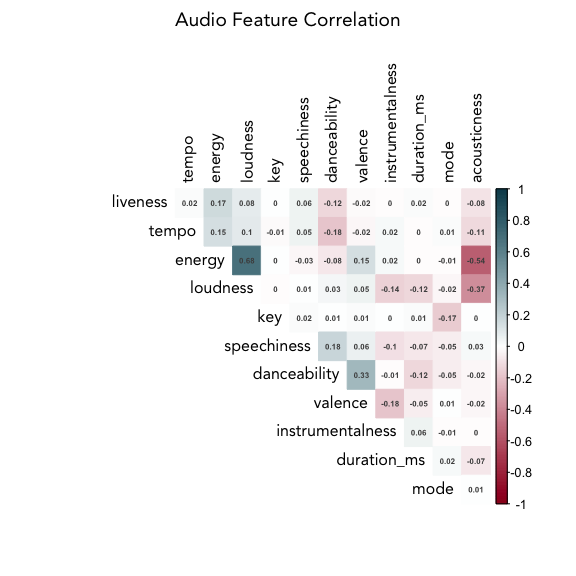 Audio Feature Correlation
tempo energy loudness key speechiness danceability valence instrumentalness duration_ms mode acousticness
liveness 0.02 0.17 0.08 0 0.06 -0.12 -0.02 0 0.02 0 -0.08
tempo 0.15 0.1 -0.01 0.05 -0.18 -0.02 0.02 0 0.01 -0.11
energy 0.68 0 -0.03 -0.08 0.15 0.02 0 -0.01 -0.54
loudness 0 0.01 0.03 0.05 -0.14 -0.12 -0.02 -0.37
key 0.02 0.01 0.01 0 0.01 -0.17 0
speechiness 0.18 0.06 -0.1 -0.07 -0.05 0.03
danceability 0.33 -0.01 -0.12 -0.05 -0.02
valence -0.18 -0.05 0.01 -0.02
instrumentalness 0.06 -0.01 0
duration_ms 0.02 -0.07
mode 0.01
1
0.8
0.6
0.4
0.2
0
-0.2
-0.4
-0.6
-0.8
-1